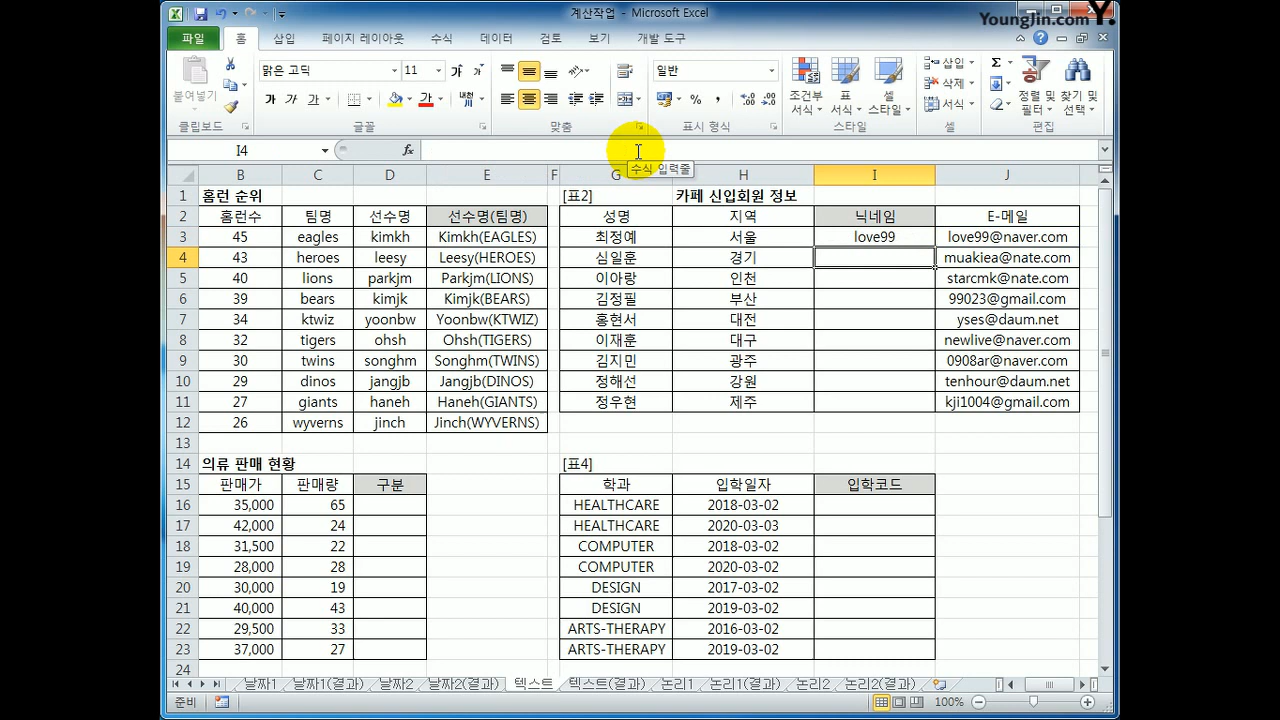 계산작업 - Microsoft Excel
YoungJin.com Y.
파일 홈 삽입 페이지 레이아웃 수식 데이터 검토 보기 개발 도구
맑은 고딕 11 일반
붙여넣기 가 가 가 가 조건부 서식 표 서식 셀 스타일 삽입 삭제 서식 정렬 및 필터 찾기 및 선택
클립보드 글꼴 맞춤 표시 형식 스타일 셀 편집
I4 fx
수식 입력줄
B C D E F G H I J
1 홈런 순위 [표2] 카페 신입회원 정보
2 홈런수 팀명 선수명 선수명(팀명) 성명 지역 닉네임 E-메일
3 45 eagles kimkh Kimkh(EAGLES) 최정예 서울 love99 love99@naver.com
4 43 heroes leesy Leesy(HEROES) 심일훈 경기 muakiea@nate.com
5 40 lions parkjm Parkjm(LIONS) 이아랑 인천 starcmk@nate.com
6 39 bears kimjk Kimjk(BEARS) 김정필 부산 99023@gmail.com
7 34 ktwiz yoonbw Yoonbw(KTWIZ) 홍현서 대전 yses@daum.net
8 32 tigers ohsh Ohsh(TIGERS) 이재훈 대구 newlive@naver.com
9 30 twins songhm Songhm(TWINS) 김지민 광주 0908ar@naver.com
10 29 dinos jangjb Jangjb(DINOS) 정해선 강원 tenhour@daum.net
11 27 giants haneh Haneh(GIANTS) 정우현 제주 kji1004@gmail.com
12 26 wyverns jinch Jinch(WYVERNS)
13
14 의류 판매 현황 [표4]
15 판매가 판매량 구분 학과 입학일자 입학코드
16 35,000 65 HEALTHCARE 2018-03-02
17 42,000 24 HEALTHCARE 2020-03-03
18 31,500 22 COMPUTER 2018-03-02
19 28,000 28 COMPUTER 2020-03-02
20 30,000 19 DESIGN 2017-03-02
21 40,000 43 DESIGN 2019-03-02
22 29,500 33 ARTS-THERAPY 2016-03-02
23 37,000 27 ARTS-THERAPY 2019-03-02
24
날짜1 날짜1(결과) 날짜2 날짜2(결과) 텍스트 텍스트(결과) 논리1 논리1(결과) 논리2 논리2(결과)
준비 100%